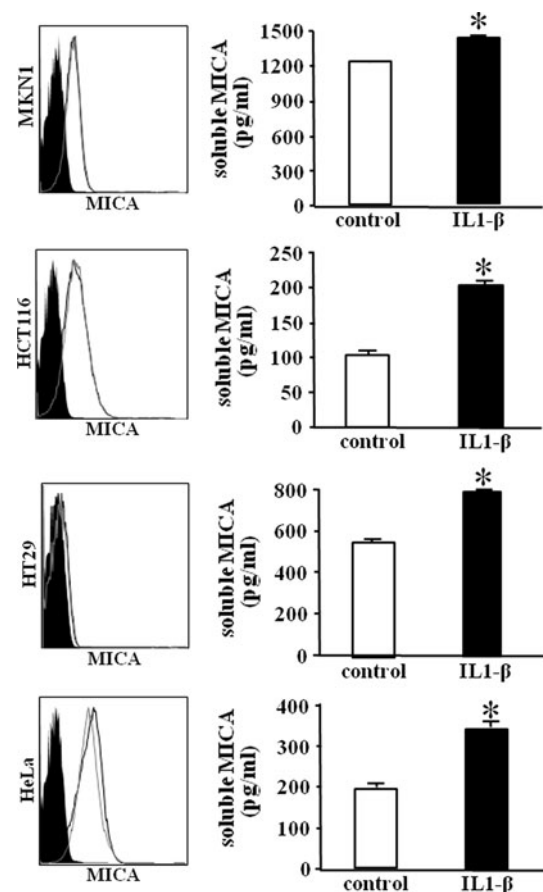 MKN1
MICA
soluble MICA
(pg/ml)
1500
1200
900
600
300
0
*
control IL1-β
HCT116
MICA
soluble MICA
(pg/ml)
250
200
150
100
50
0
*
control IL1-β
HT29
MICA
soluble MICA
(pg/ml)
800
600
400
200
0
*
control IL1-β
HeLa
MICA
soluble MICA
(pg/ml)
400
300
200
100
0
*
control IL1-β